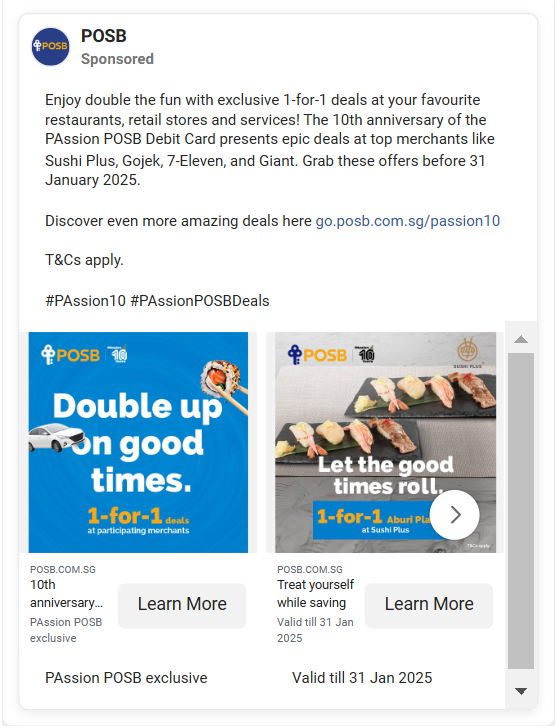 POSB
POSB
Sponsored
Enjoy double the fun with exclusive 1-for-1 deals at your favourite
restaurants, retail stores and services! The 10th anniversary of the
PAssion POSB Debit Card presents epic deals at top merchants like
Sushi Plus, Gojek, 7-Eleven, and Giant. Grab these offers before 31
January 2025.
Discover even more amazing deals here go.posb.com.sg/passion10
T&Cs apply.
#PAssion10 #PAssionPOSBDeals
POSB
10
Double up
on good
times.
1-for-1 deals
at participating merchants
POSB
10
SUSHI PLUS
Let the good
times roll.
1-for-1 Aburi Pla
at Sushi Plus
T&Cs apply
POSB.COM.SG
10th
anniversary...
PAssion POSB
exclusive
Learn More
POSB.COM.SG
Treat yourself
while saving
Valid till 31 Jan
2025
Learn More
PAssion POSB exclusive
Valid till 31 Jan 2025